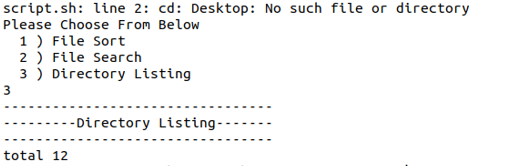 script.sh: line 2: cd: Desktop: No such file or directory
Please Choose From Below
  1 ) File Sort
  2 ) File Search
  3 ) Directory Listing
3
---------------------------------
---------Directory Listing-------
---------------------------------
total 12